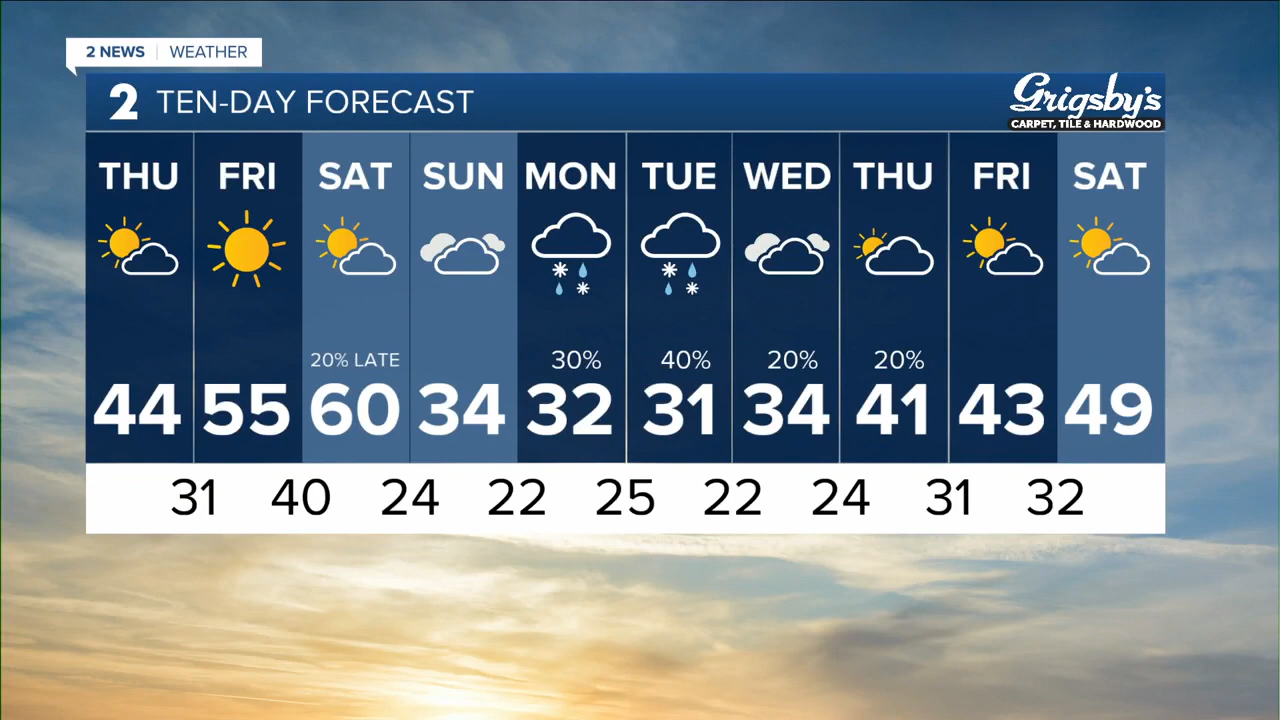 2 NEWS | WEATHER
2 TEN-DAY FORECAST
Grigsby's
CARPET, TILE & HARDWOOD
THU FRI SAT SUN MON TUE WED THU FRI SAT
20% LATE 30% 40% 20% 20%
44 55 60 34 32 31 34 41 43 49
31 40 24 22 25 22 24 31 32